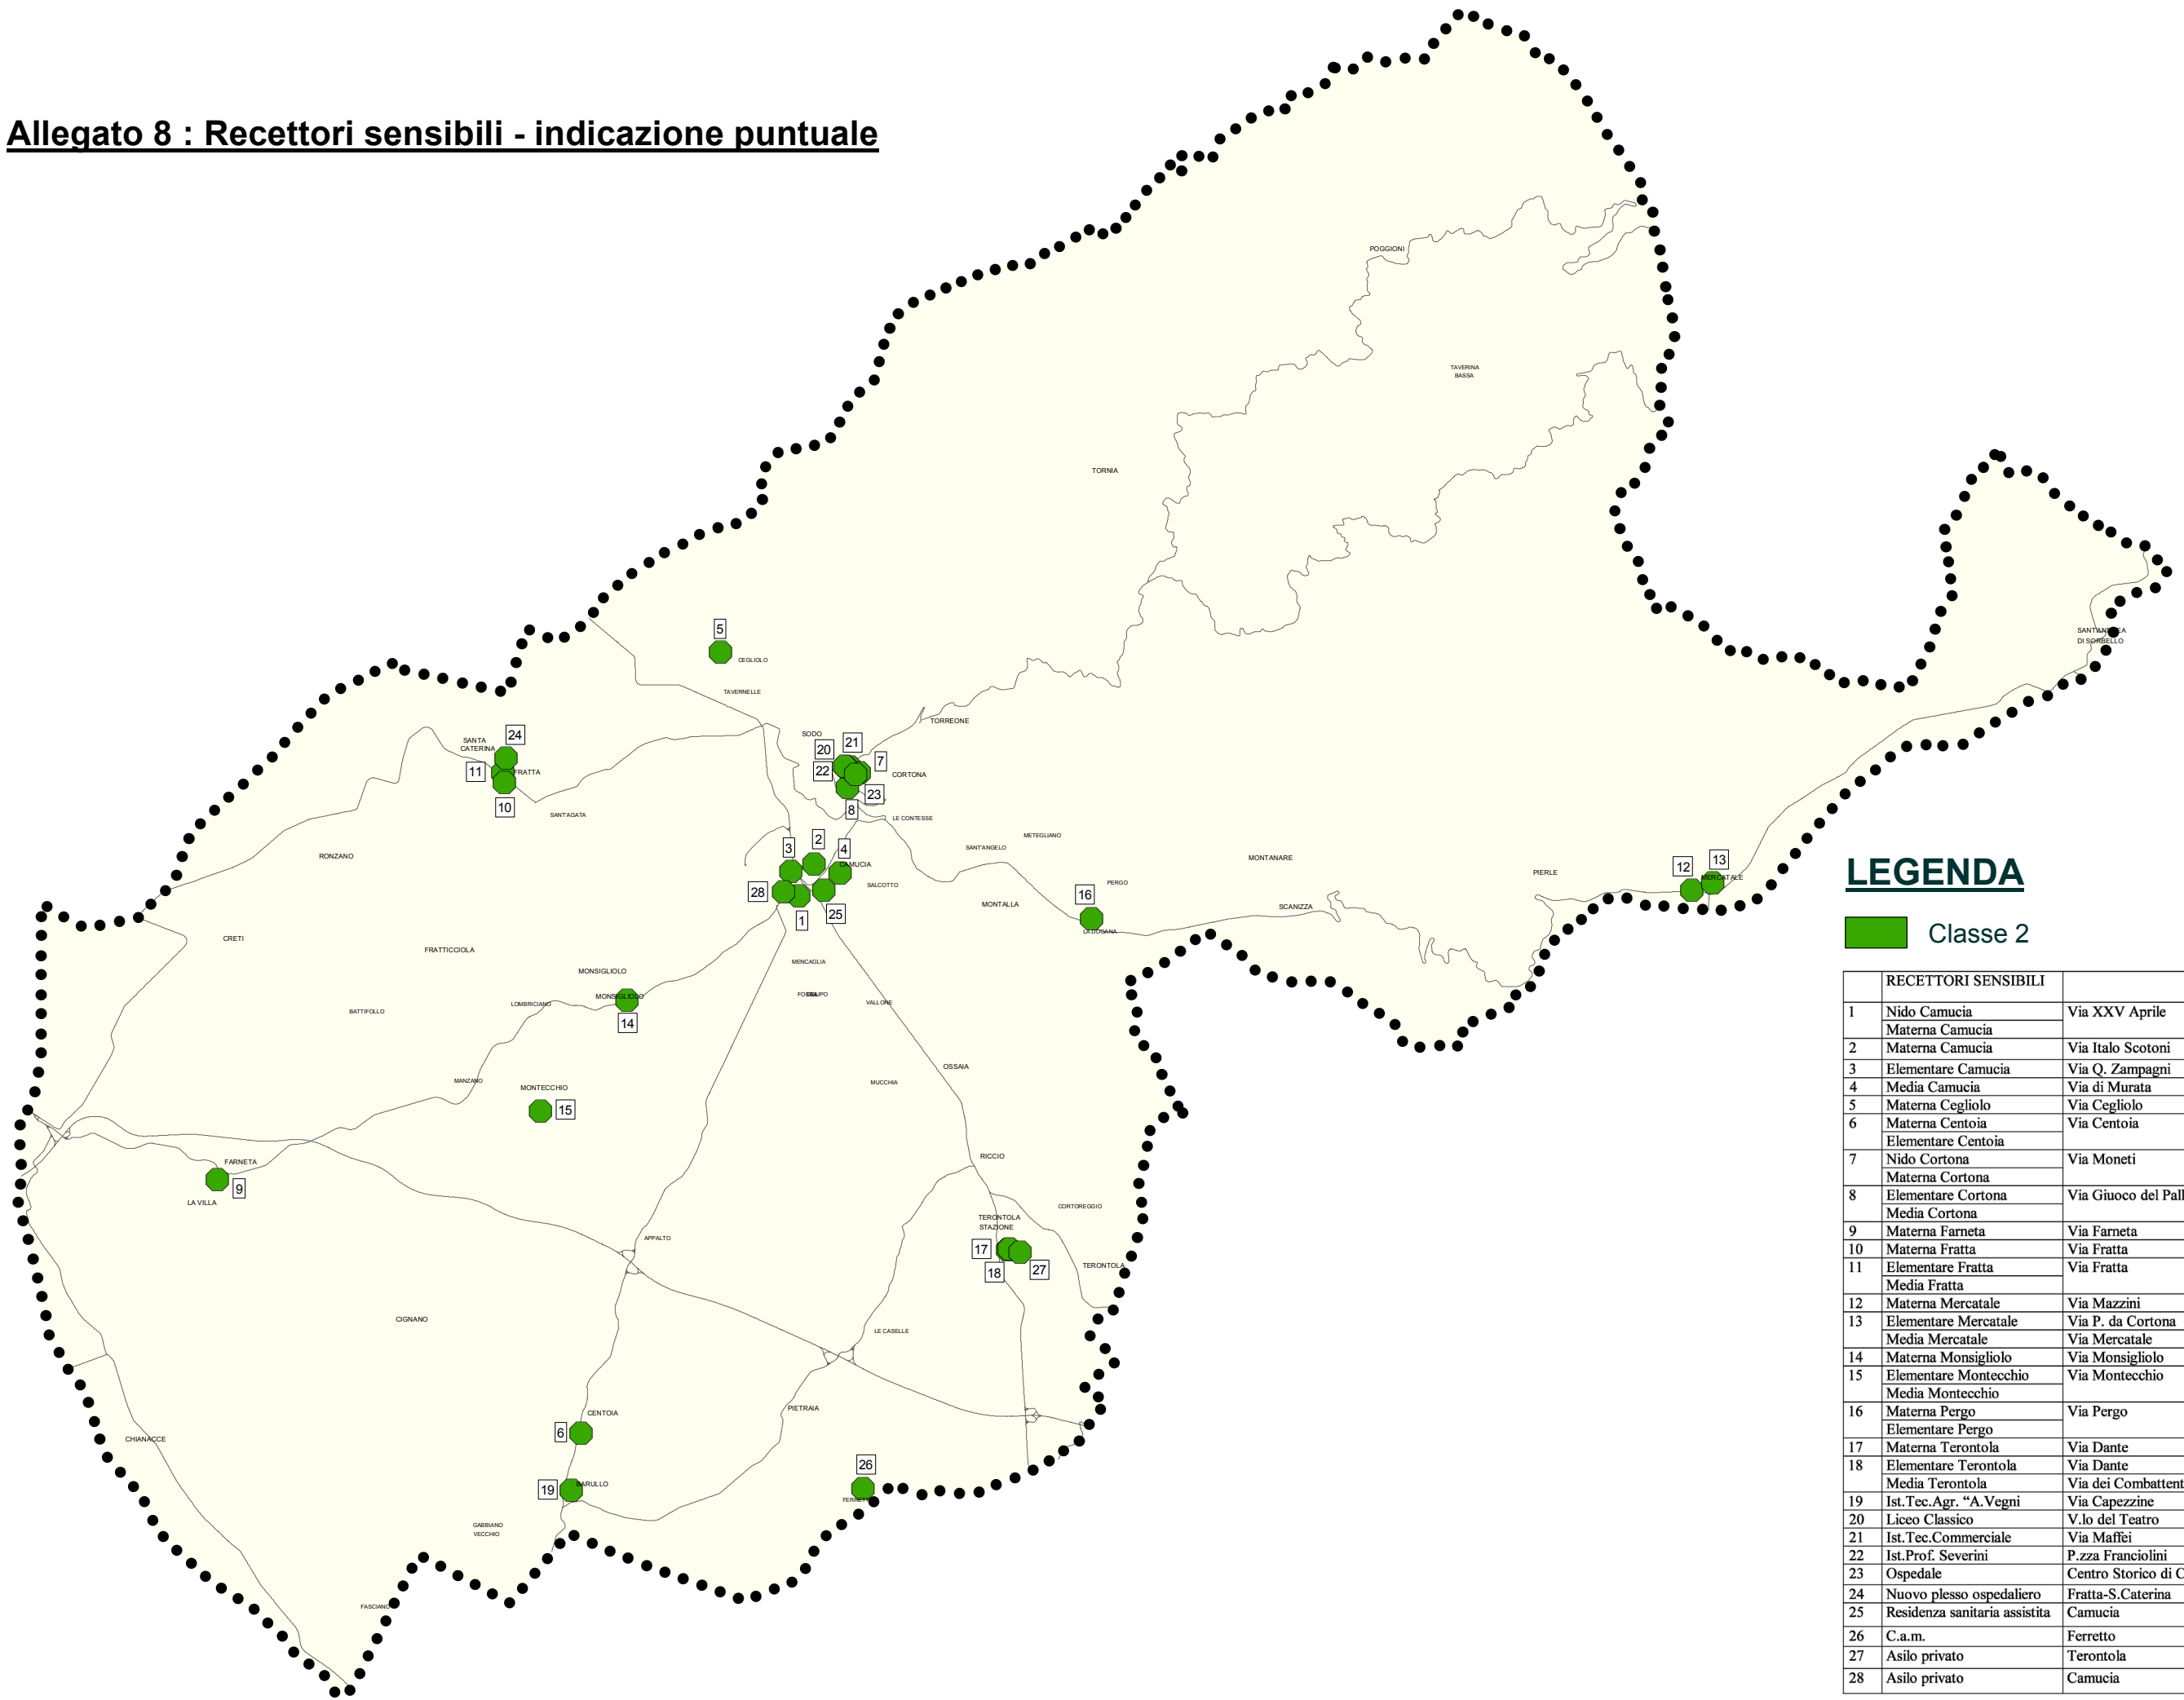 Allegato 8 : Recettori sensibili - indicazione puntuale
POGGIONI
TAVERINA
BASSA
TORNIA
SANT'ANDREA
DI SORBELLO
5
CEGLIOLO
TAVERNELLE
TORREONE
SODO
21
20
7
22
CORTONA
23
8
24
SANTA
CATERINA
11
FRATTA
10
SANT'AGATA
LE CONTESSE
METEGLIANO
SANT'ANGELO
RONZANO
3
2
4
CAMUCIA
SALCOTTO
28
25
1
MONTANARE
PERGO
16
MONTALLA
LA DOGANA
SCANIZZA
PIERLE
12
13
MERCATALE
CRETI
FRATTICCIOLA
MENCAGLIA
MONSIGLIOLO
MONSIGLIOLO
14
LOMBRICIANO
BATTIFOLLO
VALLONE
OSSAIA
MUCCHIA
MANZANO
MONTECCHIO
15
FARNETA
9
LA VILLA
RICCIO
CORTOREGGIO
TERONTOLA
STAZIONE
17
18
27
TERONTOLA
APPALTO
CIGNANO
LE CASELLE
PIETRAIA
CENTOIA
6
CHIANACCE
19
BARULLO
26
GABBIANO
VECCHIO
FASCIANO
LEGENDA
Classe 2
RECETTORI SENSIBILI
1 Nido Camucia Via XXV Aprile
Materna Camucia
2 Materna Camucia Via Italo Scotoni
3 Elementare Camucia Via Q. Zampagni
4 Media Camucia Via di Murata
5 Materna Cegliolo Via Cegliolo
6 Materna Centoia Via Centoia
Elementare Centoia
7 Nido Cortona Via Moneti
Materna Cortona
8 Elementare Cortona Via Giuoco del Pall
Media Cortona
9 Materna Farneta Via Farneta
10 Materna Fratta Via Fratta
11 Elementare Fratta Via Fratta
Media Fratta
12 Materna Mercatale Via Mazzini
13 Elementare Mercatale Via P. da Cortona
Media Mercatale Via Mercatale
14 Materna Monsigliolo Via Monsigliolo
15 Elementare Montecchio Via Montecchio
Media Montecchio
16 Materna Pergo Via Pergo
Elementare Pergo
17 Materna Terontola Via Dante
18 Elementare Terontola Via Dante
Media Terontola Via dei Combattent
19 Ist.Tec.Agr. “A.Vegni Via Capezzine
20 Liceo Classico V.lo del Teatro
21 Ist.Tec.Commerciale Via Maffei
22 Ist.Prof. Severini P.zza Franciolini
23 Ospedale Centro Storico di C
24 Nuovo plesso ospedaliero Fratta-S.Caterina
25 Residenza sanitaria assistita Camucia
26 C.a.m. Ferretto
27 Asilo privato Terontola
28 Asilo privato Camucia